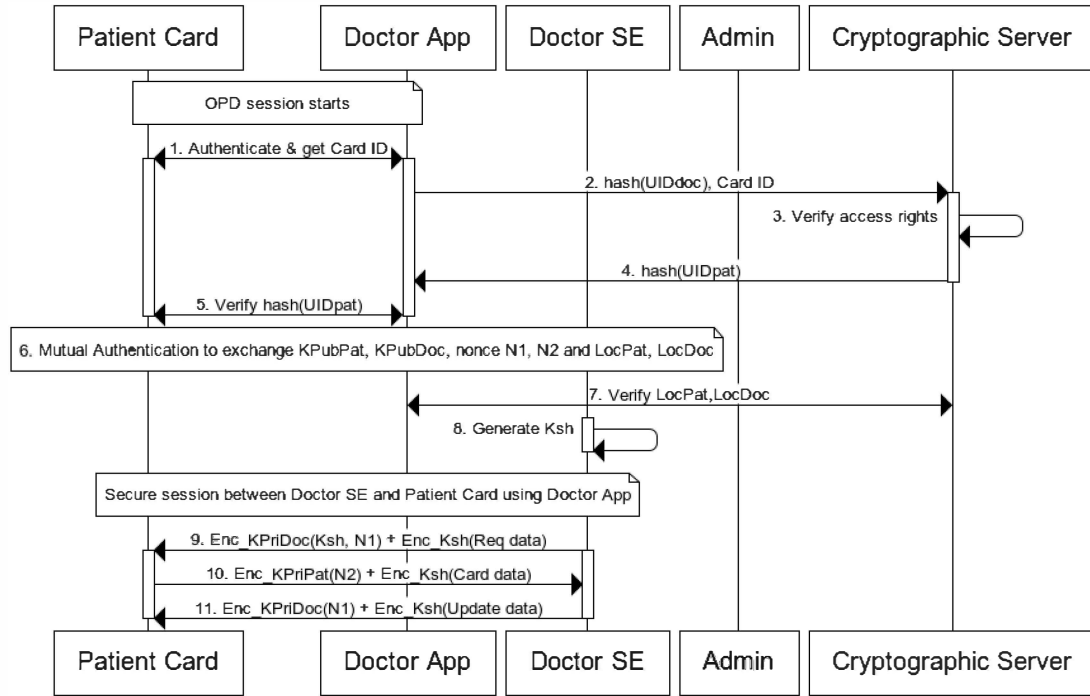 Patient Card
Doctor App
Doctor SE
Admin
Cryptographic Server
OPD session starts
1. Authenticate & get Card ID
2. hash(UIDdoc), Card ID
3. Verify access rights
4. hash(UIDpat)
5. Verify hash(UIDpat)
6. Mutual Authentication to exchange KPubPat, KPubDoc, nonce N1, N2 and LocPat, LocDoc
7. Verify LocPat,LocDoc
8. Generate Ksh
Secure session between Doctor SE and Patient Card using Doctor App
9. Enc_KPriDoc(Ksh, N1) + Enc_Ksh(Req data)
10. Enc_KPriPat(N2) + Enc_Ksh(Card data)
11. Enc_KPriDoc(N1) + Enc_Ksh(Update data)
Patient Card
Doctor App
Doctor SE
Admin
Cryptographic Server